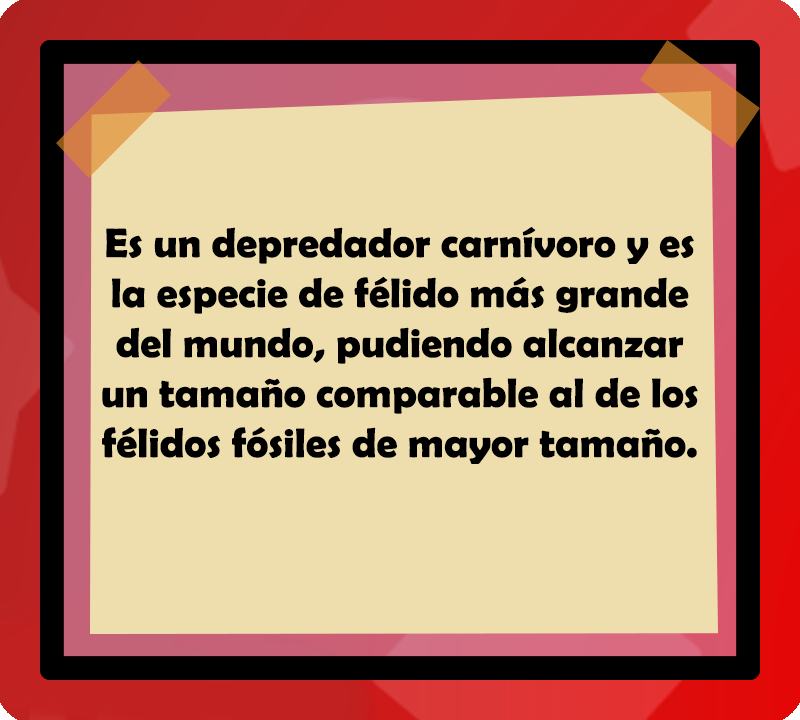 Es un depredador carnívoro y es
la especie de félido más grande
del mundo, pudiendo alcanzar
un tamaño comparable al de los
félidos fósiles de mayor tamaño.